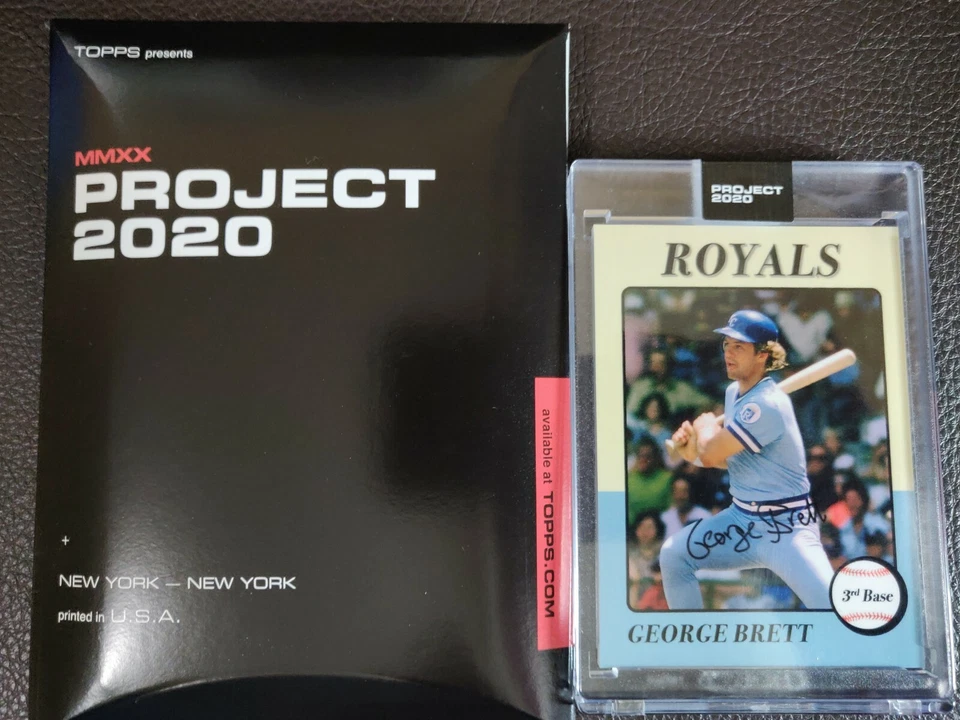 TOPPS presents
MMXX
PROJECT
2020
+
NEW YORK – NEW YORK
printed in U.S.A.
available at TOPPS.COM
PROJECT
2020
ROYALS
George Brett
3rd Base
GEORGE BRETT